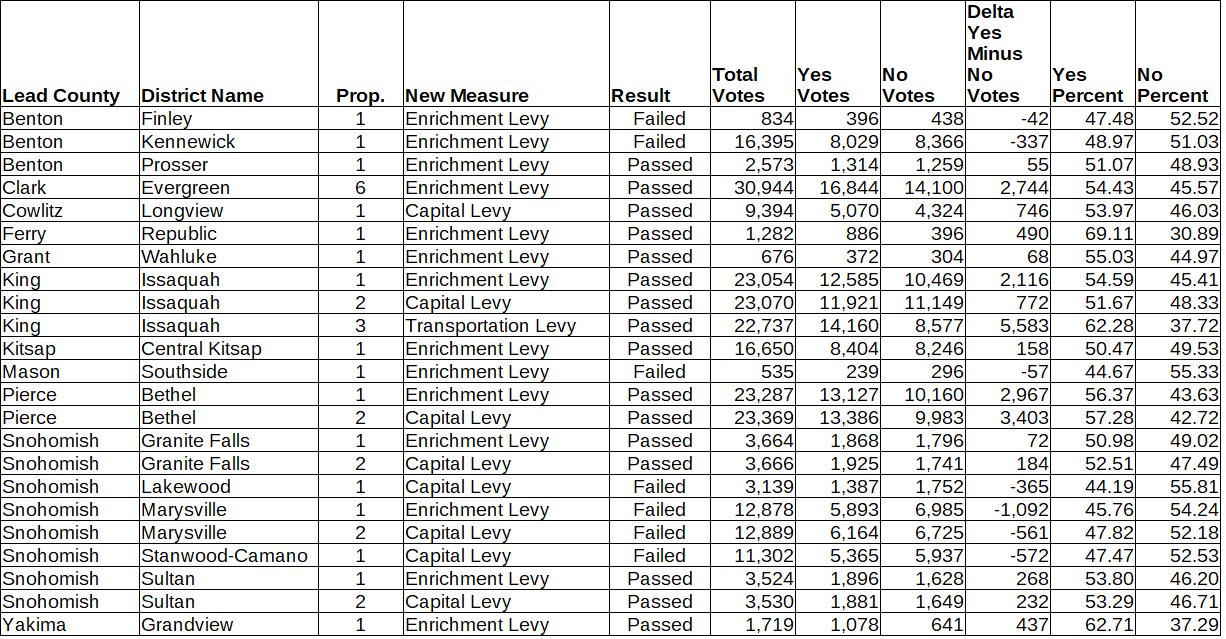 Delta
Yes
Minus
Total Yes No No Yes No
Lead County District Name Prop. New Measure Result Votes Votes Votes Votes Percent Percent
Benton Finley 1 Enrichment Levy Failed 834 396 438 -42 47.48 52.52
Benton Kennewick 1 Enrichment Levy Failed 16,395 8,029 8,366 -337 48.97 51.03
Benton Prosser 1 Enrichment Levy Passed 2,573 1,314 1,259 55 51.07 48.93
Clark Evergreen 6 Enrichment Levy Passed 30,944 16,844 14,100 2,744 54.43 45.57
Cowlitz Longview 1 Capital Levy Passed 9,394 5,070 4,324 746 53.97 46.03
Ferry Republic 1 Enrichment Levy Passed 1,282 886 396 490 69.11 30.89
Grant Wahluke 1 Enrichment Levy Passed 676 372 304 68 55.03 44.97
King Issaquah 1 Enrichment Levy Passed 23,054 12,585 10,469 2,116 54.59 45.41
King Issaquah 2 Capital Levy Passed 23,070 11,921 11,149 772 51.67 48.33
King Issaquah 3 Transportation Levy Passed 22,737 14,160 8,577 5,583 62.28 37.72
Kitsap Central Kitsap 1 Enrichment Levy Passed 16,650 8,404 8,246 158 50.47 49.53
Mason Southside 1 Enrichment Levy Failed 535 239 296 -57 44.67 55.33
Pierce Bethel 1 Enrichment Levy Passed 23,287 13,127 10,160 2,967 56.37 43.63
Pierce Bethel 2 Capital Levy Passed 23,369 13,386 9,983 3,403 57.28 42.72
Snohomish Granite Falls 1 Enrichment Levy Passed 3,664 1,868 1,796 72 50.98 49.02
Snohomish Granite Falls 2 Capital Levy Passed 3,666 1,925 1,741 184 52.51 47.49
Snohomish Lakewood 1 Capital Levy Failed 3,139 1,387 1,752 -365 44.19 55.81
Snohomish Marysville 1 Enrichment Levy Failed 12,878 5,893 6,985 -1,092 45.76 54.24
Snohomish Marysville 2 Capital Levy Failed 12,889 6,164 6,725 -561 47.82 52.18
Snohomish Stanwood-Camano 1 Capital Levy Failed 11,302 5,365 5,937 -572 47.47 52.53
Snohomish Sultan 1 Enrichment Levy Passed 3,524 1,896 1,628 268 53.80 46.20
Snohomish Sultan 2 Capital Levy Passed 3,530 1,881 1,649 232 53.29 46.71
Yakima Grandview 1 Enrichment Levy Passed 1,719 1,078 641 437 62.71 37.29